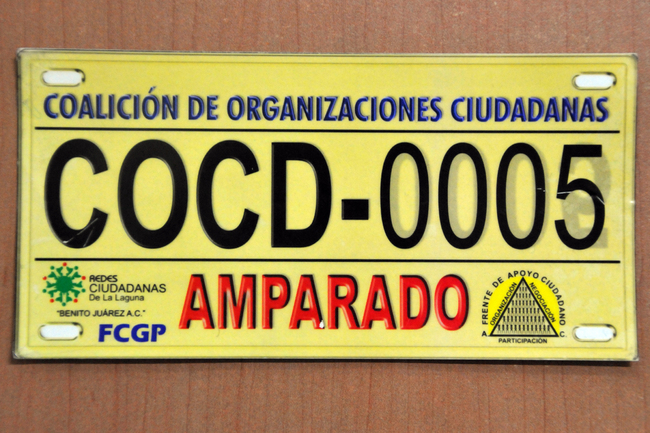 COALICIÓN DE ORGANIZACIONES CIUDADANAS
COCD-0005
REDES
CIUDADANAS
De La Laguna
"BENITO JUÁREZ A.C."
FCGP
AMPARADO
FRENTE DE APOYO CIUDADANO
ORGANIZACIÓN
NEGOCIACIÓN
A PARTICIPACIÓN C